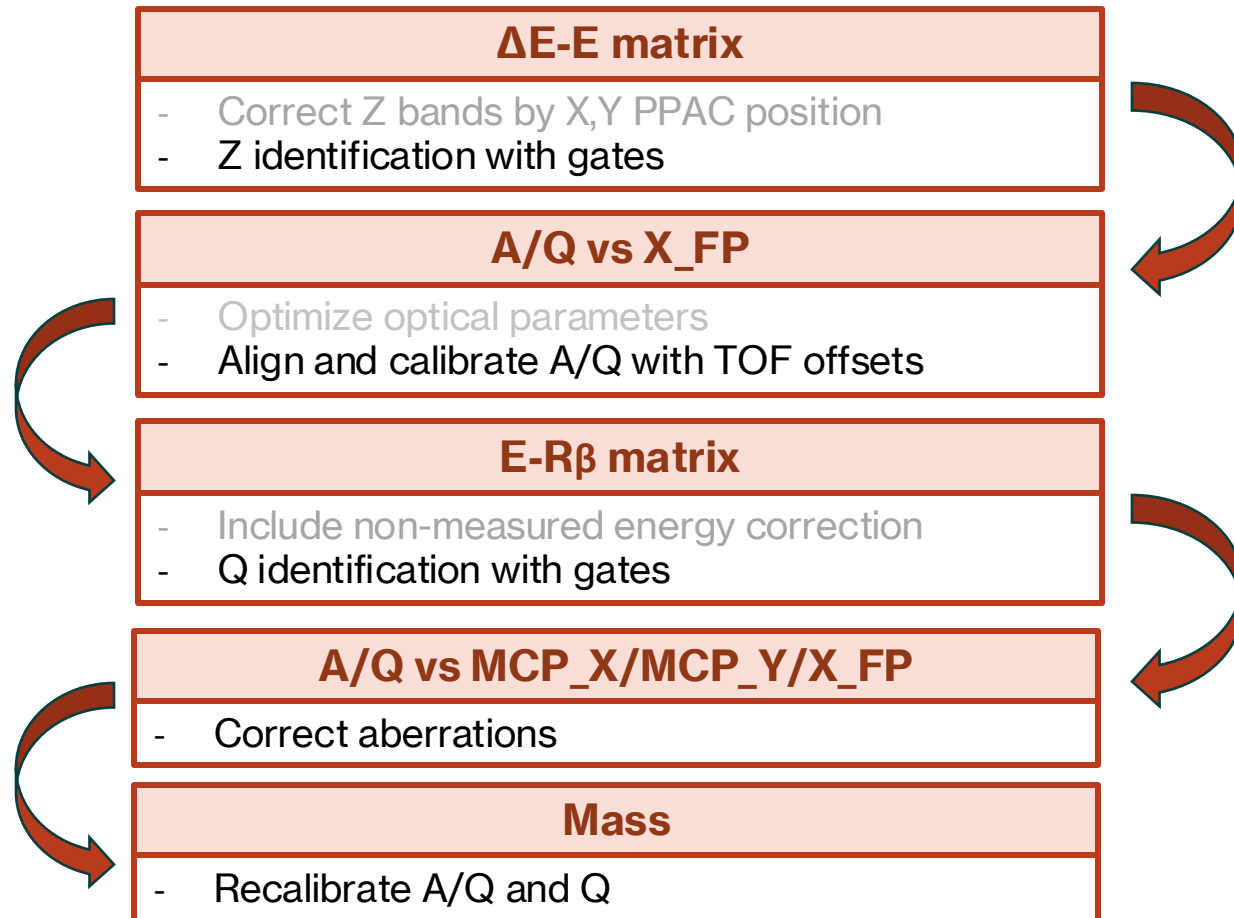 ΔE-E matrix
- Correct Z bands by X,Y PPAC position
- Z identification with gates
A/Q vs X_FP
- Optimize optical parameters
- Align and calibrate A/Q with TOF offsets
E-Rβ matrix
- Include non-measured energy correction
- Q identification with gates
A/Q vs MCP_X/MCP_Y/X_FP
- Correct aberrations
Mass
- Recalibrate A/Q and Q